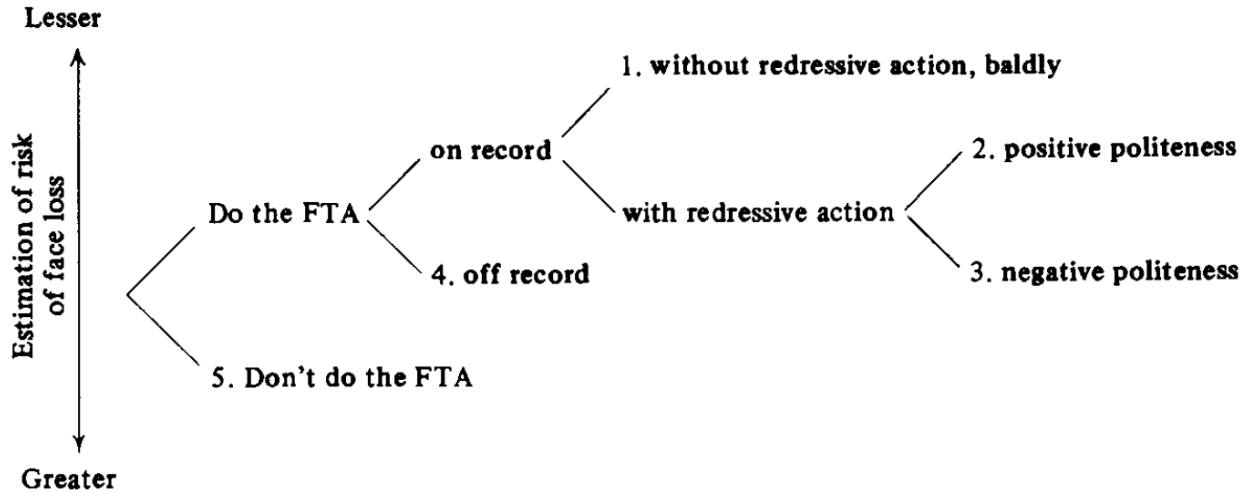 Lesser
1. without redressive action, baldly
on record
2. positive politeness
Estimation of risk
of face loss
Do the FTA
with redressive action
4. off record
3. negative politeness
5. Don't do the FTA
Greater